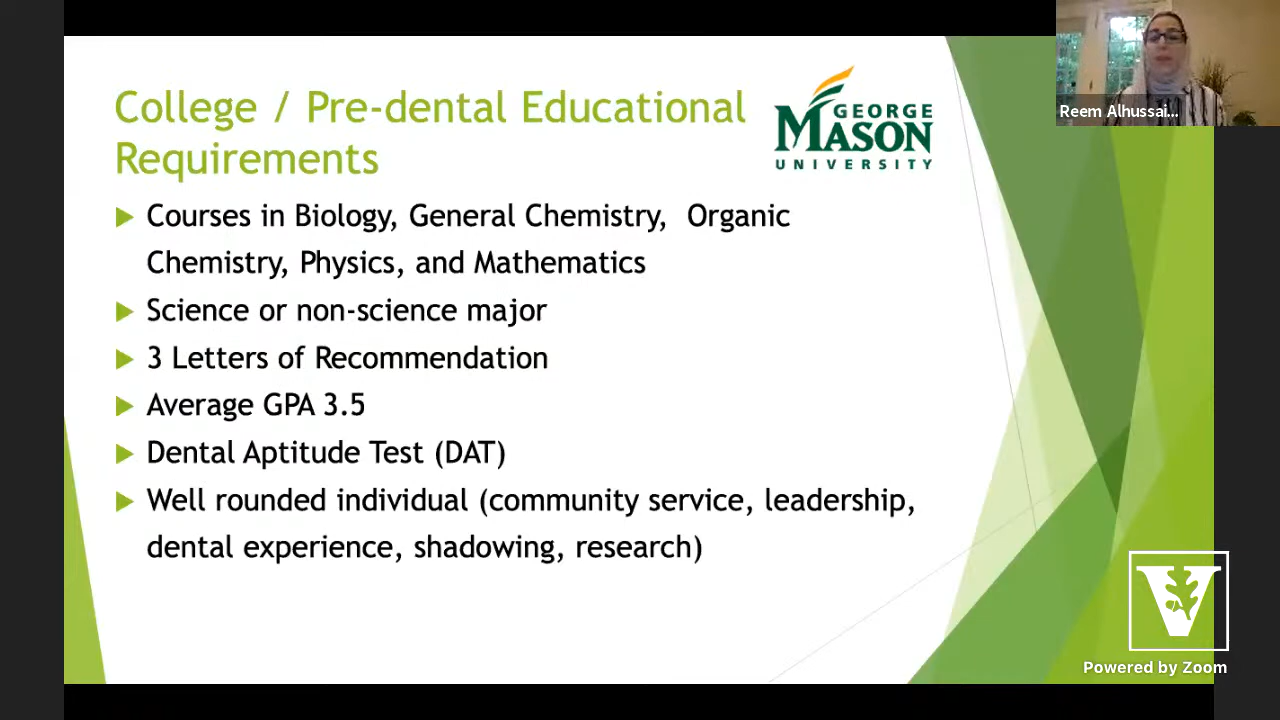 College / Pre-dental Educational
Requirements
GEORGE
MASON
UNIVERSITY
Reem Alhussai...
Courses in Biology, General Chemistry, Organic
Chemistry, Physics, and Mathematics
Science or non-science major
3 Letters of Recommendation
Average GPA 3.5
Dental Aptitude Test (DAT)
Well rounded individual (community service, leadership,
dental experience, shadowing, research)
V
Powered by Zoom